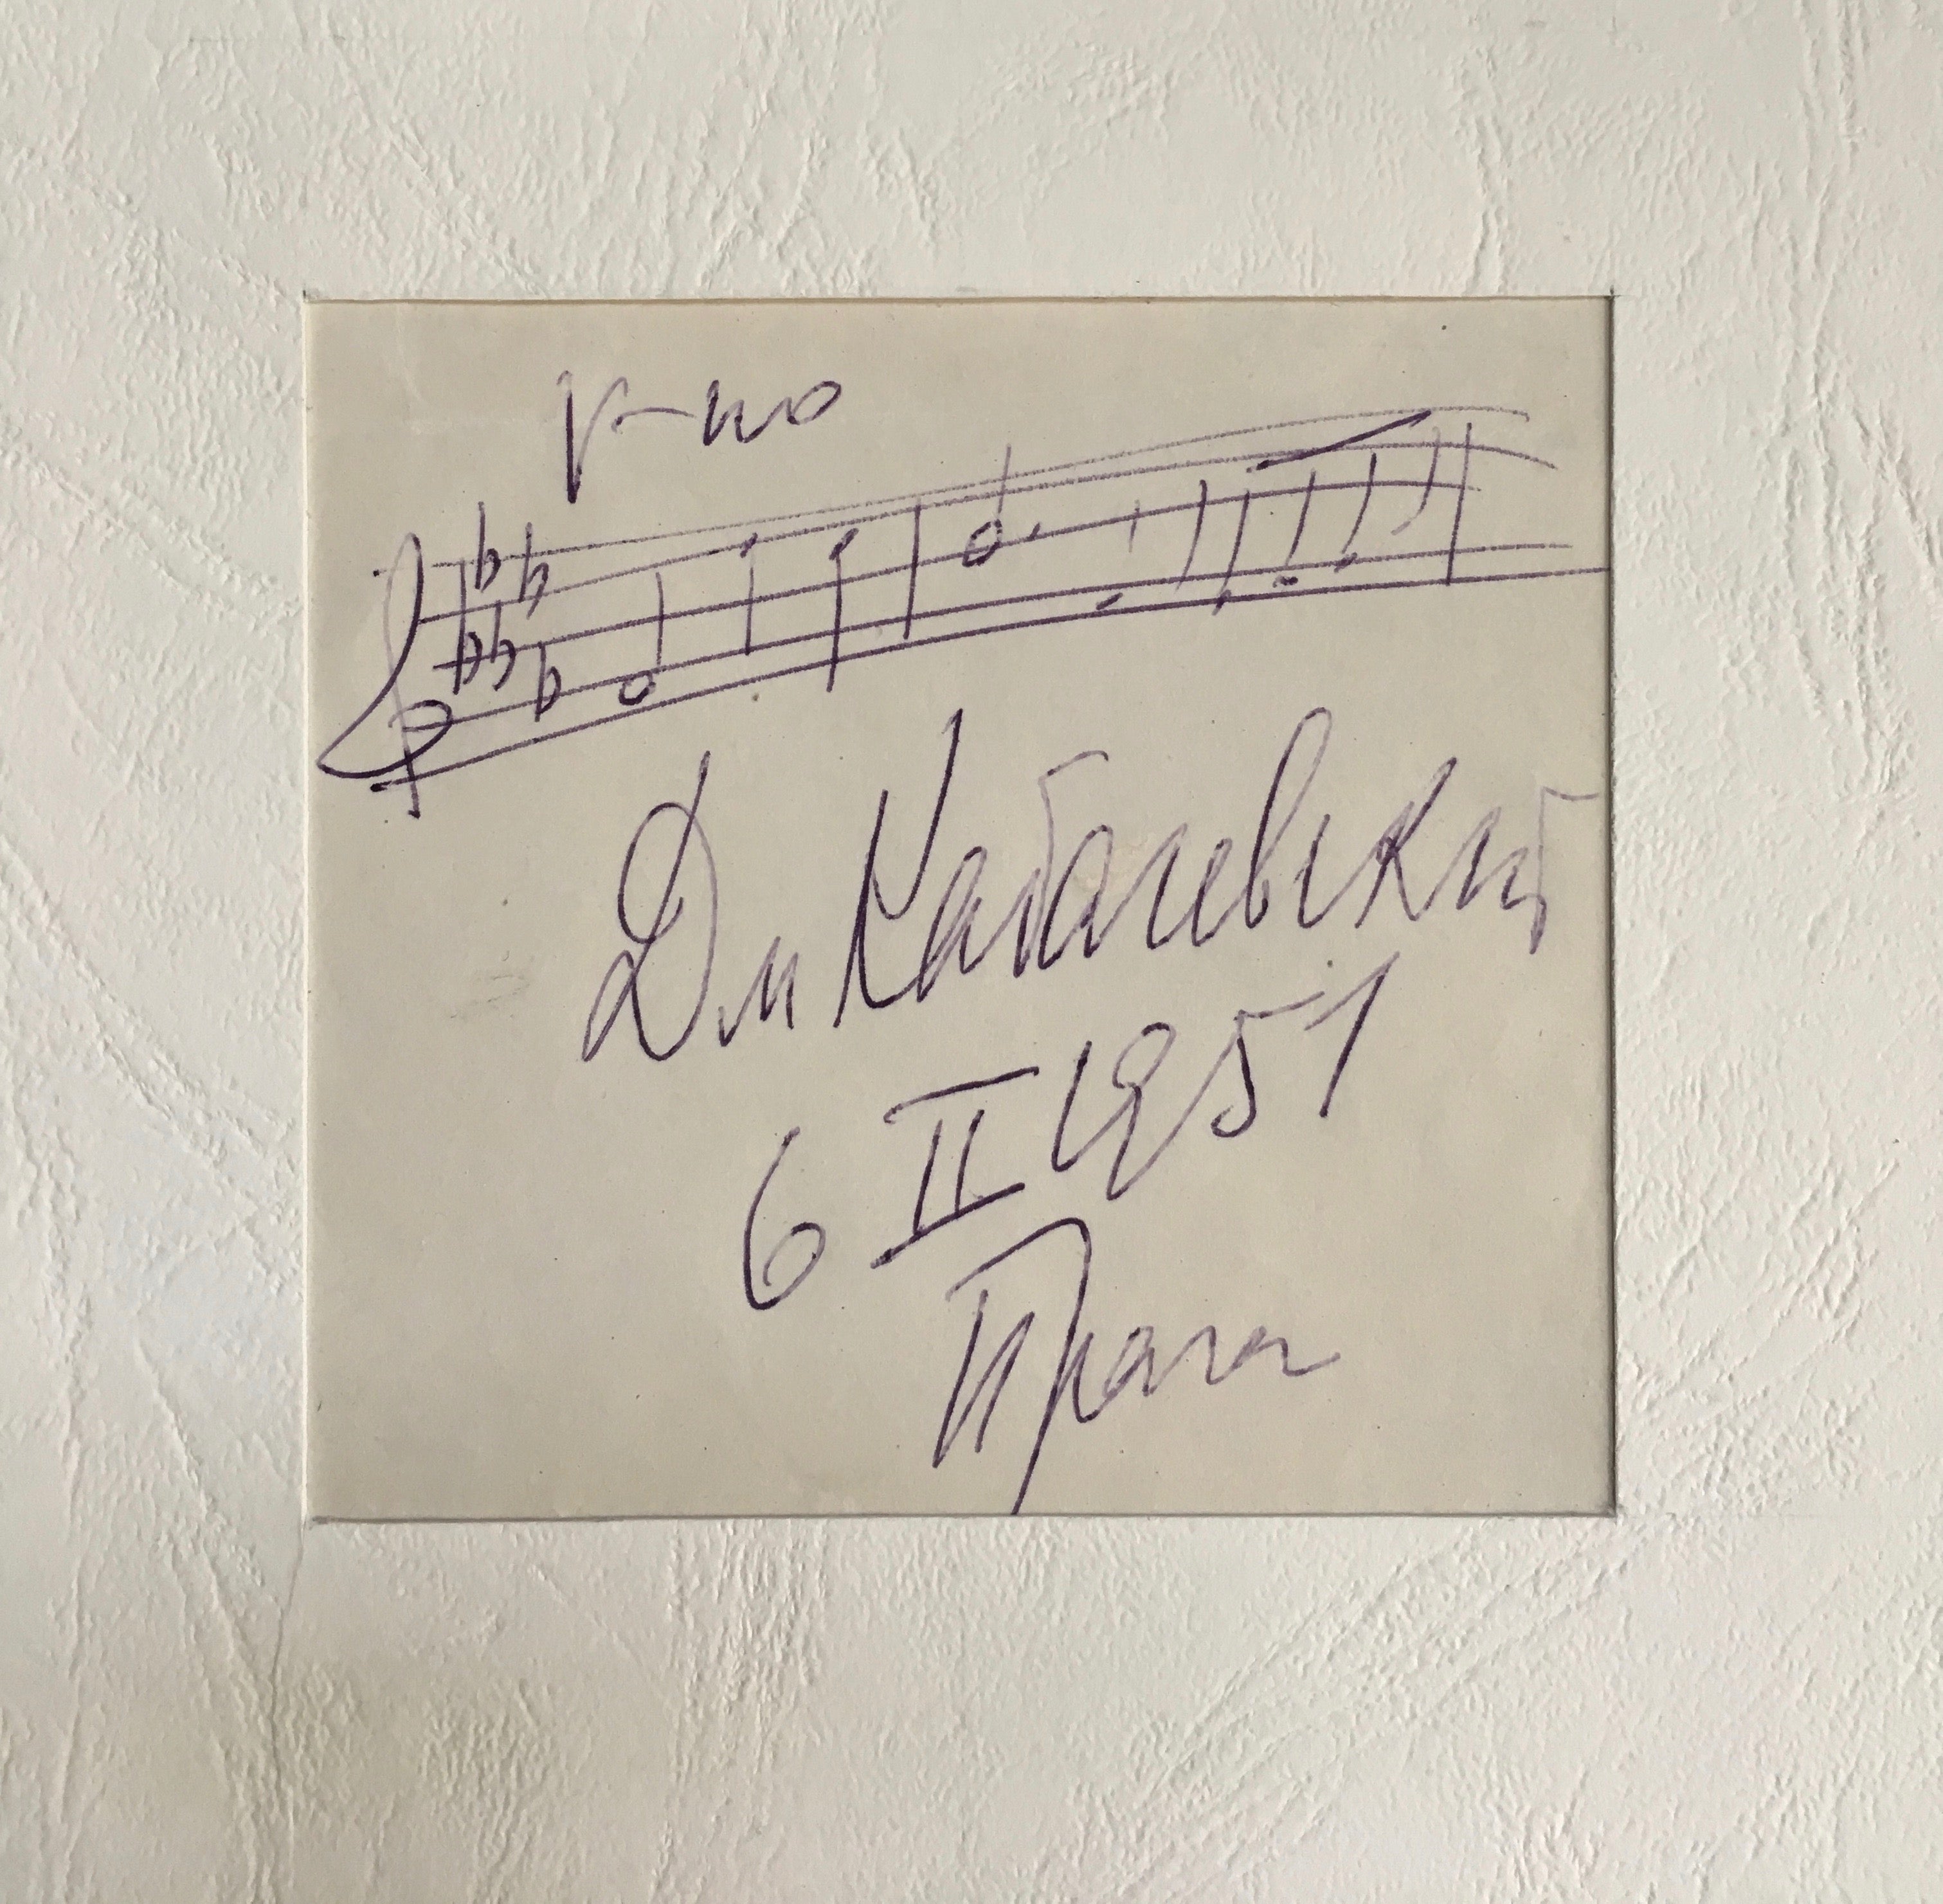 V-no
Дм Кабалевский
6 II 1951
Прага